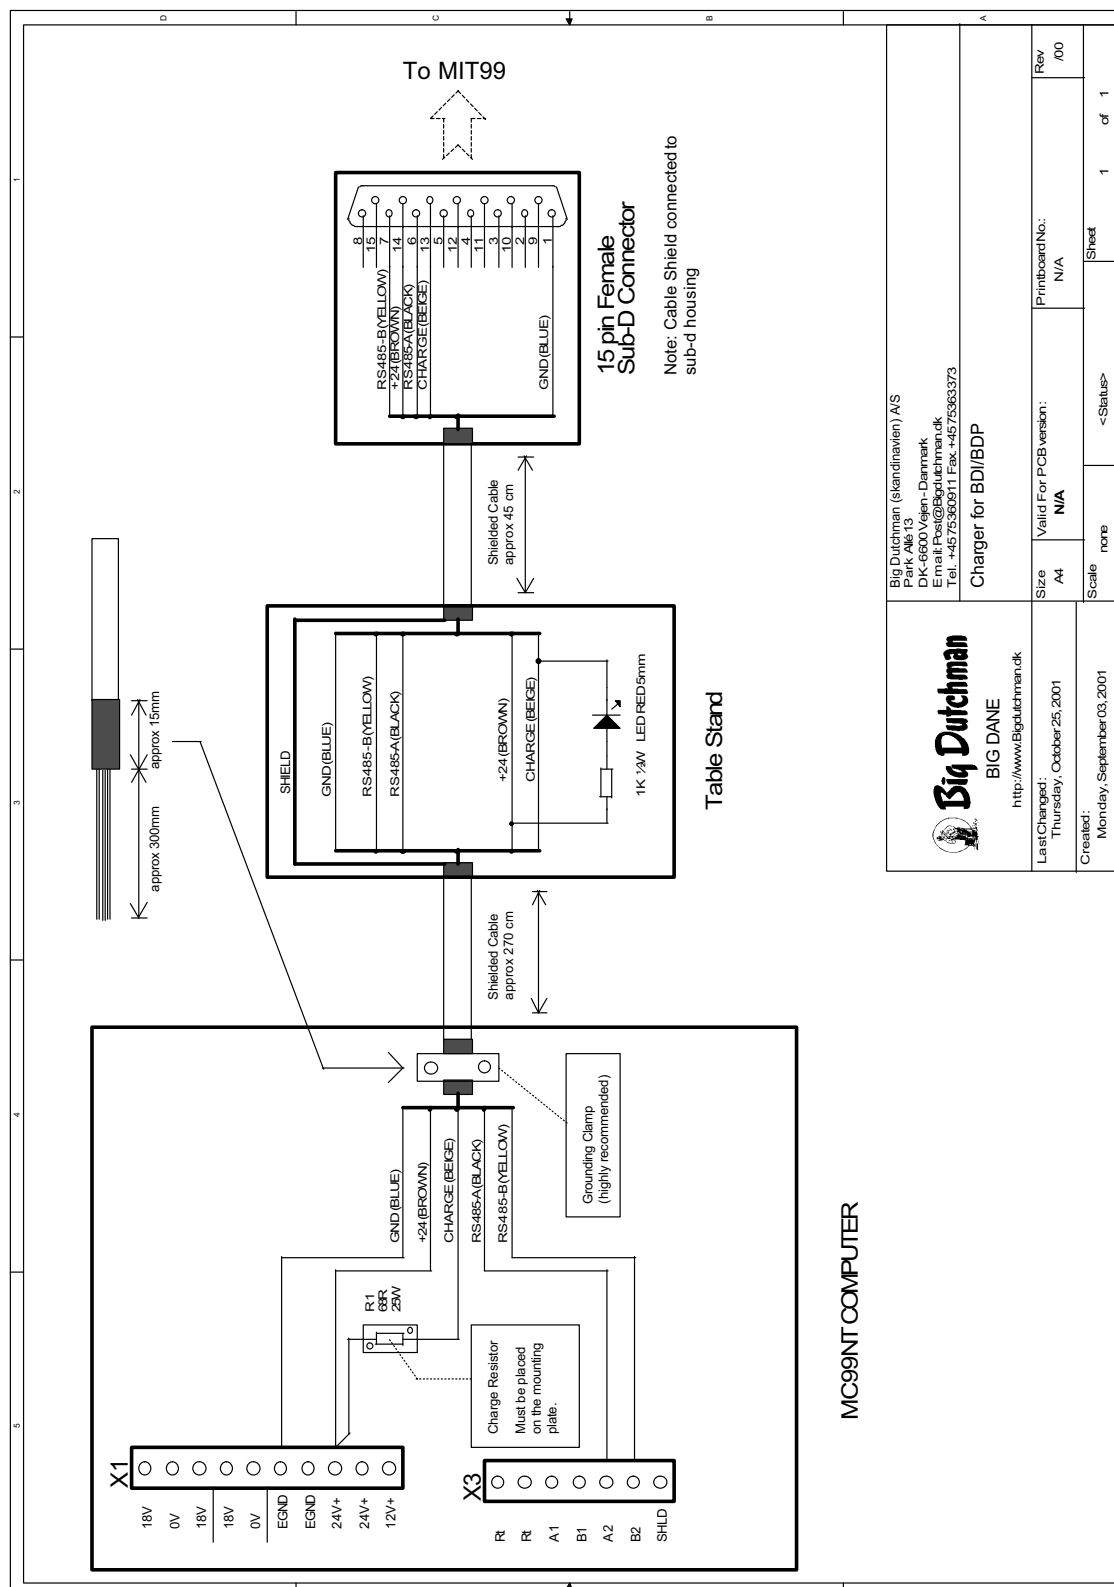 D
C
B
A
1
2
3
4
5
To MIT99
8
15
7
14
6
13
5
12
4
11
3
10
2
9
1
RS485-B(YELLOW)
+24(BROWN)
RS485-A(BLACK)
CHARGE(BEIGE)
GND(BLUE)
15 pin Female
Sub-D Connector
Note: Cable Shield connected to
sub-d housing
Shielded Cable
approx 45 cm
SHIELD
GND(BLUE)
RS485-B(YELLOW)
RS485-A(BLACK)
+24(BROWN)
CHARGE(BEIGE)
1K ½W LED RED 5mm
Table Stand
approx 15mm
approx 300mm
Shielded Cable
approx 270 cm
GND(BLUE)
+24(BROWN)
CHARGE(BEIGE)
RS485-A(BLACK)
RS485-B(YELLOW)
Grounding Clamp
(highly recommended)
R1
68R
25W
Charge Resistor
Must be placed
on the mounting
plate.
X1
18V
0V
18V
18V
0V
EGND
EGND
24V+
24V+
12V+
X3
Rt
Rt
A1
B1
A2
B2
SHLD
MC99NT COMPUTER
Big Dutchman
BIG DANE
http://www.Bigdutchman.dk
Big Dutchman (skandinavien) A/S
Park Allé 13
DK-6600 Vejen - Danmark
Email: Post@Bigdutchman.dk
Tel. +4575360911 Fax. +4575363373
Charger for BDI/BDP
Last Changed:
Thursday, October 25, 2001
Size
A4
Valid For PCB version:
N/A
Printboard No.:
N/A
Rev
/00
Created:
Monday, September 03, 2001
Scale none
<Status>
Sheet 1 of 1